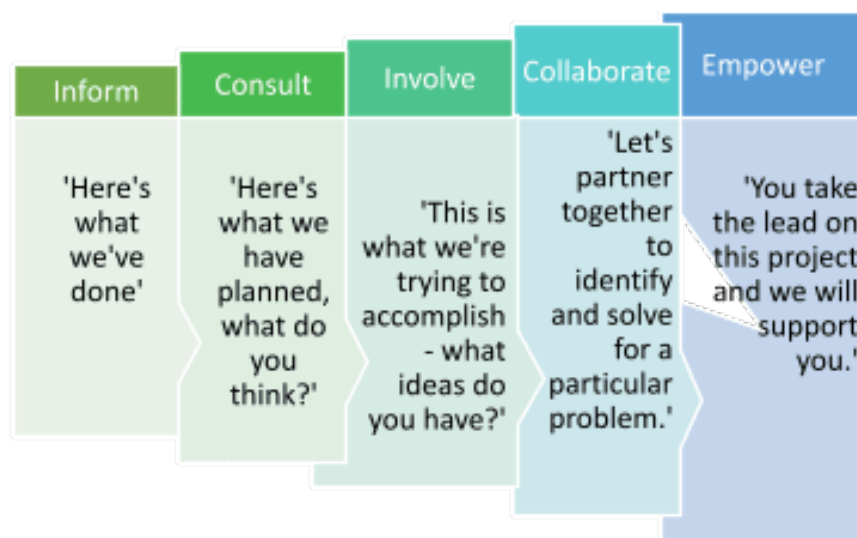 Inform
'Here's
what
we've
done'
Consult
'Here's
what we
have
planned,
what do
you
think?'
Involve
'This is
what we're
trying to
accomplish
- what
ideas do
you have?'
Collaborate
'Let's
partner
together
to
identify
and solve
for a
particular
problem.'
Empower
'You take
the lead on
this project
and we will
support
you.'